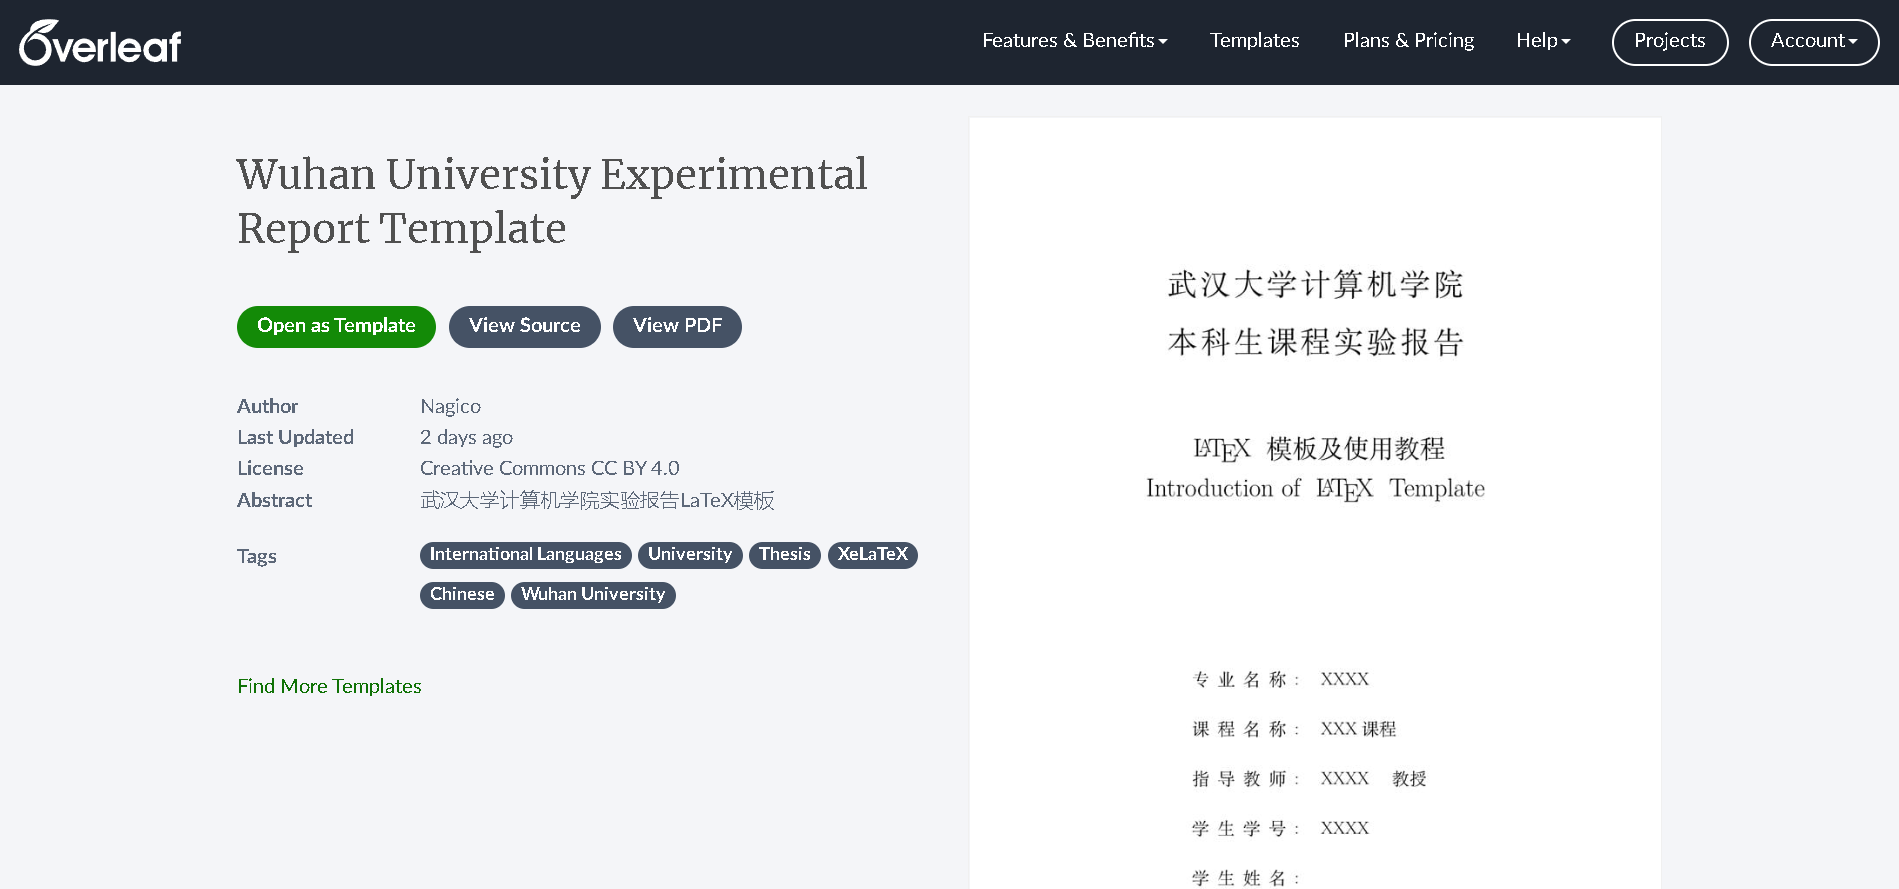 Overleaf
Features & Benefits
Templates
Plans & Pricing
Help
Projects
Account
Wuhan University Experimental
Report Template
Open as Template
View Source
View PDF
Author Nagico
Last Updated 2 days ago
License Creative Commons CC BY 4.0
Abstract 武汉大学计算机学院实验报告LaTeX模板
Tags International Languages University Thesis XeLaTeX
Chinese Wuhan University
Find More Templates
武汉大学计算机学院
本科生课程实验报告
LATEX 模板及使用教程
Introduction of LATEX Template
专业名称： XXXX
课程名称： XXX 课程
指导教师： XXXX 教授
学生学号： XXXX
学生姓名：